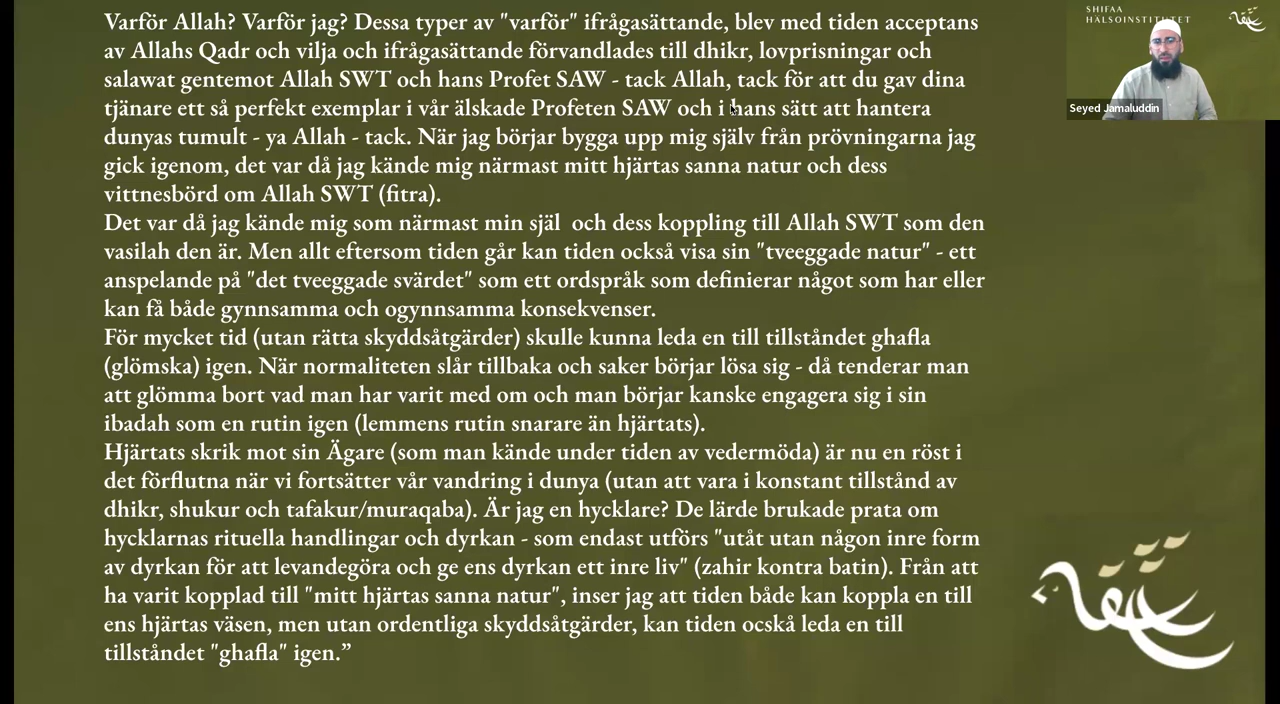 Varför Allah? Varför jag? Dessa typer av "varför" ifrågasättande, blev med tiden acceptans
av Allahs Qadr och vilja och ifrågasättande förvandlades till dhikr, lovprisningar och
salawat gentemot Allah SWT och hans Profet SAW - tack Allah, tack för att du gav dina
tjänare ett så perfekt exemplar i vår älskade Profeten SAW och i hans sätt att hantera
dunyas tumult - ya Allah - tack. När jag börjar bygga upp mig själv från prövningarna jag
gick igenom, det var då jag kände mig närmast mitt hjärtas sanna natur och dess
vittnesbörd om Allah SWT (fitra).
Det var då jag kände mig som närmast min själ och dess koppling till Allah SWT som den
vasilah den är. Men allt eftersom tiden går kan tiden också visa sin "tveeggade natur" - ett
anspelande på "det tveeggade svärdet" som ett ordspråk som definierar något som har eller
kan få både gynnsamma och ogynnsamma konsekvenser.
För mycket tid (utan rätta skyddsåtgärder) skulle kunna leda en till tillståndet ghafla
(glömska) igen. När normaliteten slår tillbaka och saker börjar lösa sig - då tenderar man
att glömma bort vad man har varit med om och man börjar kanske engagera sig i sin
ibadah som en rutin igen (lemmens rutin snarare än hjärtats).
Hjärtats skrik mot sin Ägare (som man kände under tiden av vedermöda) är nu en röst i
det förflutna när vi fortsätter vår vandring i dunya (utan att vara i konstant tillstånd av
dhikr, shukur och tafakur/muraqaba). Är jag en hycklare? De lärde brukade prata om
hycklarnas rituella handlingar och dyrkan - som endast utförs "utåt utan någon inre form
av dyrkan för att levandegöra och ge ens dyrkan ett inre liv" (zahir kontra batin). Från att
ha varit kopplad till "mitt hjärtas sanna natur", inser jag att tiden både kan koppla en till
ens hjärtas väsen, men utan ordentliga skyddsåtgärder, kan tiden ocskå leda en till
tillståndet "ghafla" igen.”
SHIFAA
HÄLSOINSTITUTET
Seyed Jamaluddin